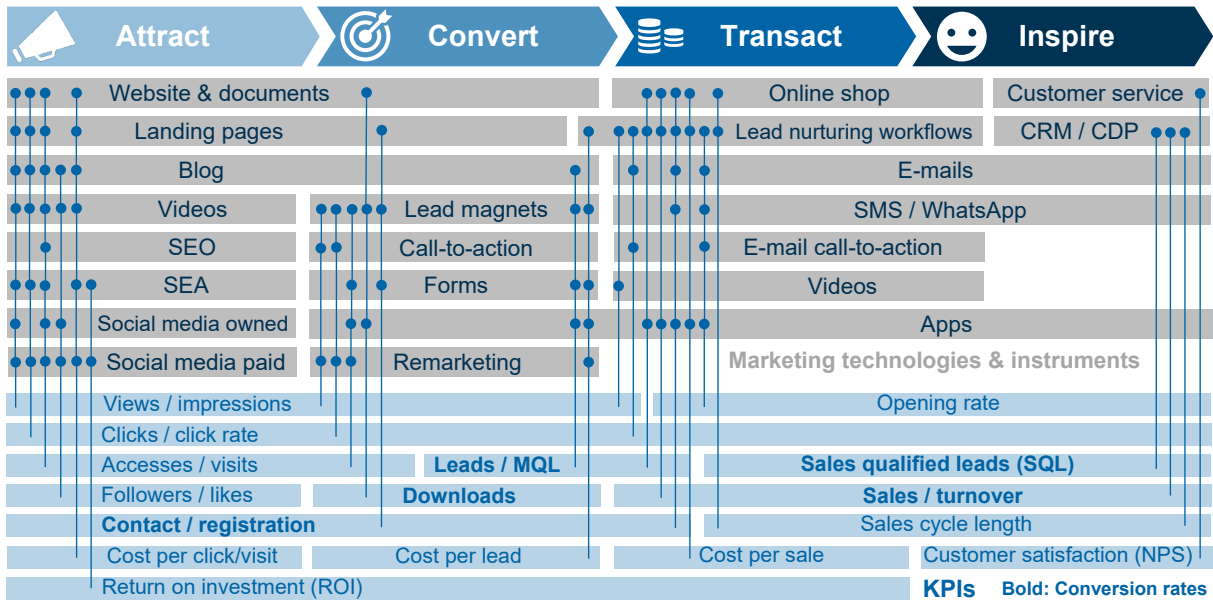 Attract Convert Transact Inspire
Website & documents Online shop Customer service
Landing pages Lead nurturing workflows CRM / CDP
Blog E-mails
Videos Lead magnets SMS / WhatsApp
SEO Call-to-action E-mail call-to-action
SEA Forms Videos
Social media owned Apps
Social media paid Remarketing Marketing technologies & instruments
Views / impressions Opening rate
Clicks / click rate
Accesses / visits Leads / MQL Sales qualified leads (SQL)
Followers / likes Downloads Sales / turnover
Contact / registration Sales cycle length
Cost per click/visit Cost per lead Cost per sale Customer satisfaction (NPS)
Return on investment (ROI) KPIs Bold: Conversion rates